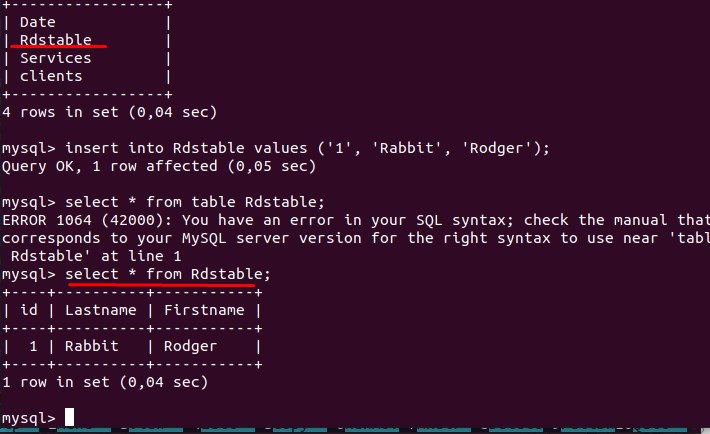 +-----------------+
| Date            |
| Rdstable        |
| Services        |
| clients         |
+-----------------+
4 rows in set (0,04 sec)
mysql> insert into Rdstable values ('1', 'Rabbit', 'Rodger');
Query OK, 1 row affected (0,05 sec)
mysql> select * from table Rdstable;
ERROR 1064 (42000): You have an error in your SQL syntax; check the manual that
corresponds to your MySQL server version for the right syntax to use near 'tabl
Rdstable' at line 1
mysql> select * from Rdstable;
+----+----------+-----------+
| id | Lastname | Firstname |
+----+----------+-----------+
|  1 | Rabbit   | Rodger    |
+----+----------+-----------+
1 row in set (0,04 sec)
mysql>